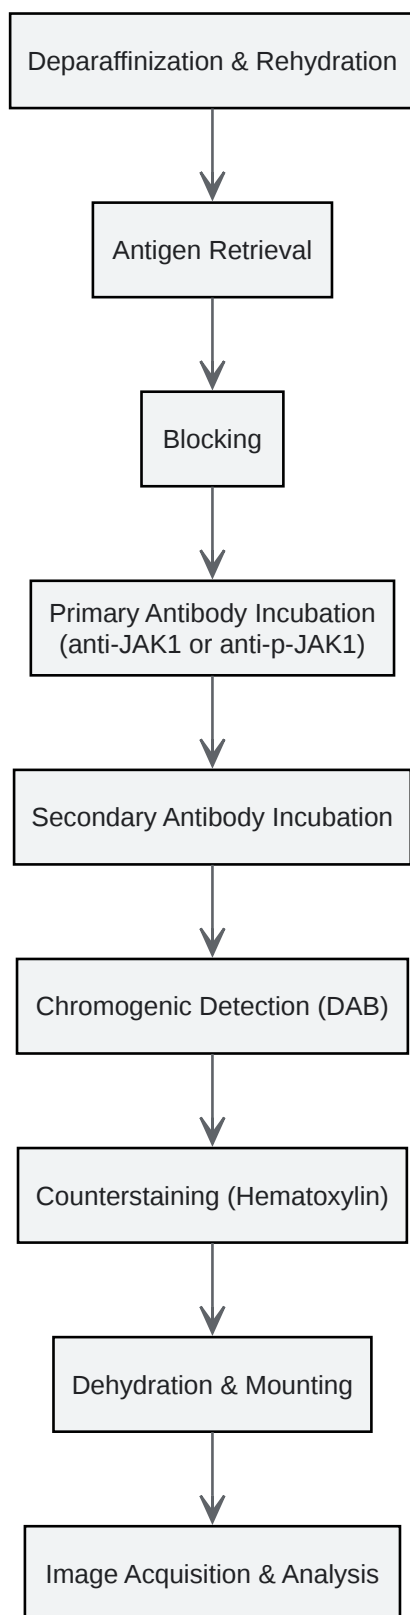 Deparaffinization & Rehydration
Antigen Retrieval
Blocking
Primary Antibody Incubation
(anti-JAK1 or anti-p-JAK1)
Secondary Antibody Incubation
Chromogenic Detection (DAB)
Counterstaining (Hematoxylin)
Dehydration & Mounting
Image Acquisition & Analysis